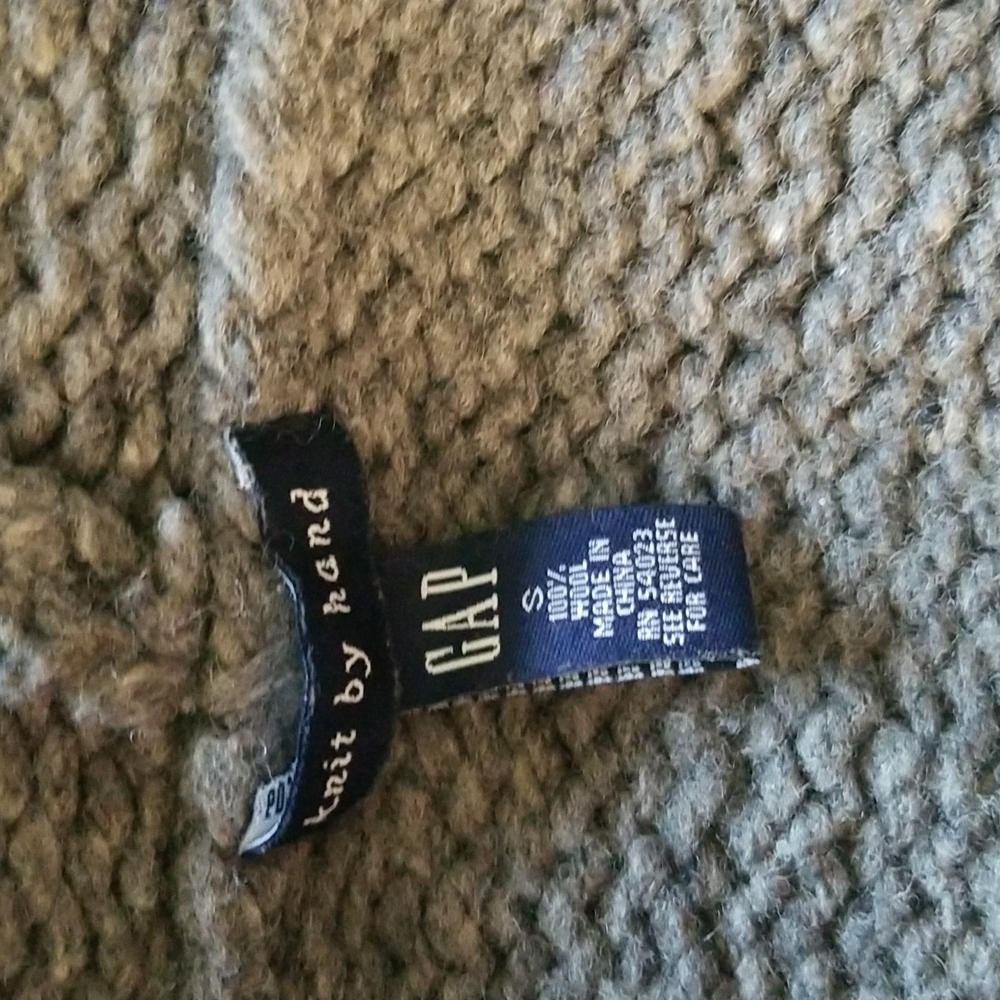 knit by hand
GAP
S
100%
WOOL
MADE IN
CHINA
RN 54023
SEE REVERSE
FOR CARE